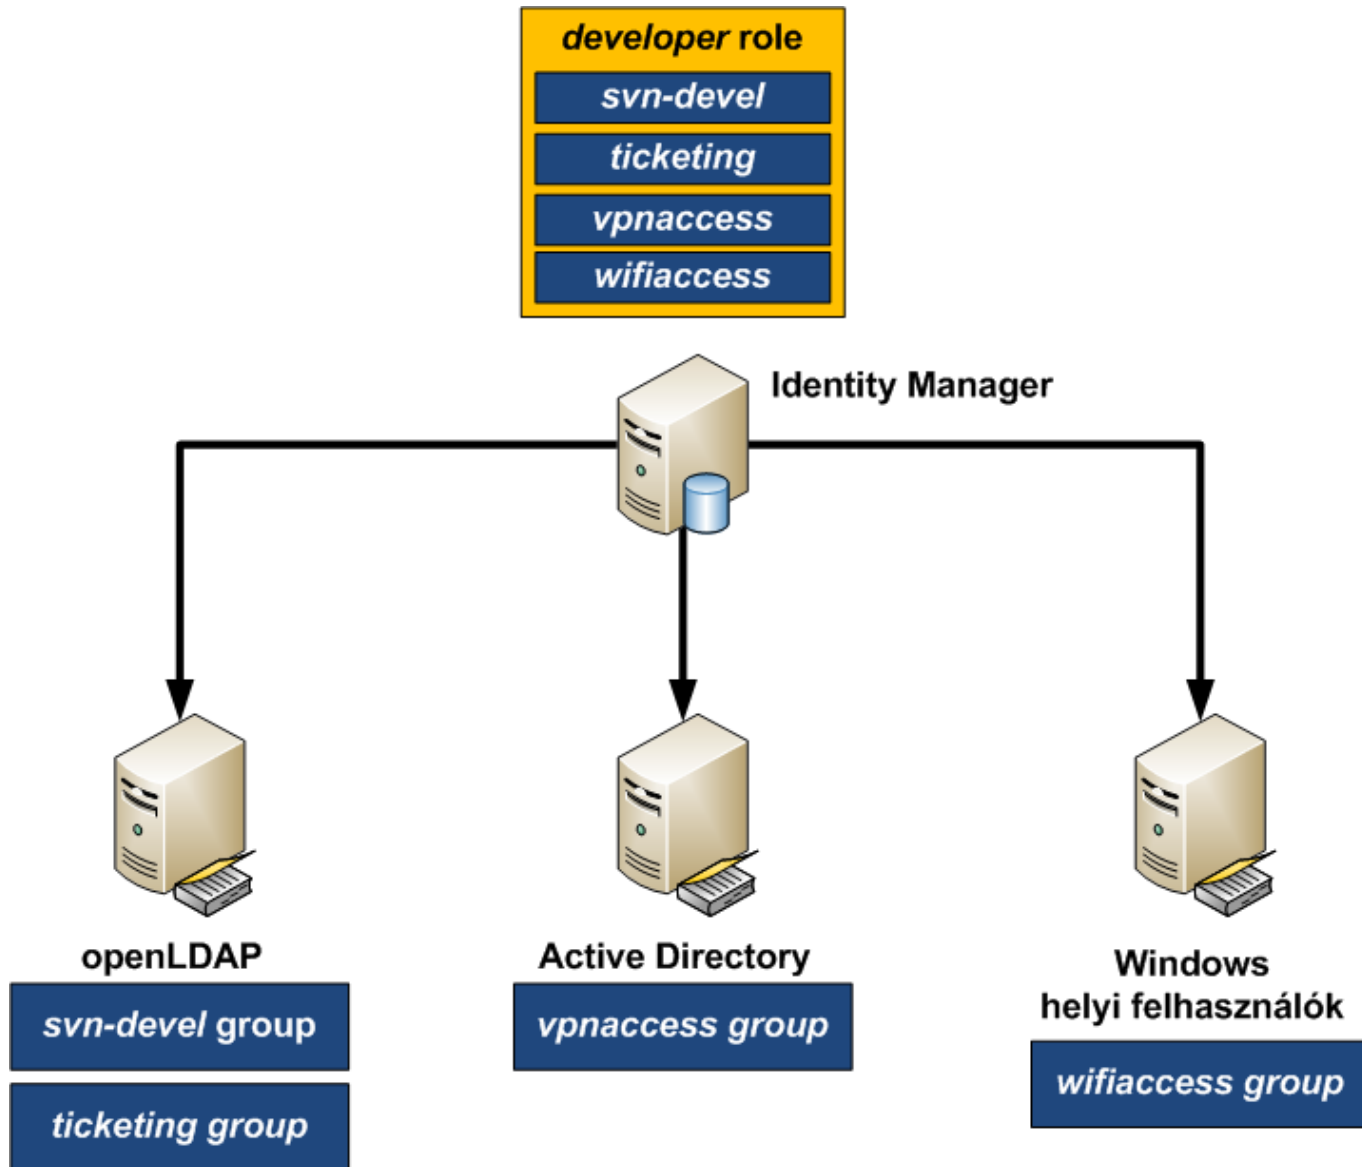 developer role
svn-devel
ticketing
vpnaccess
wifiaccess
Identity Manager
openLDAP
svn-devel group
ticketing group
Active Directory
vpnaccess group
Windows
helyi felhasználók
wifiaccess group